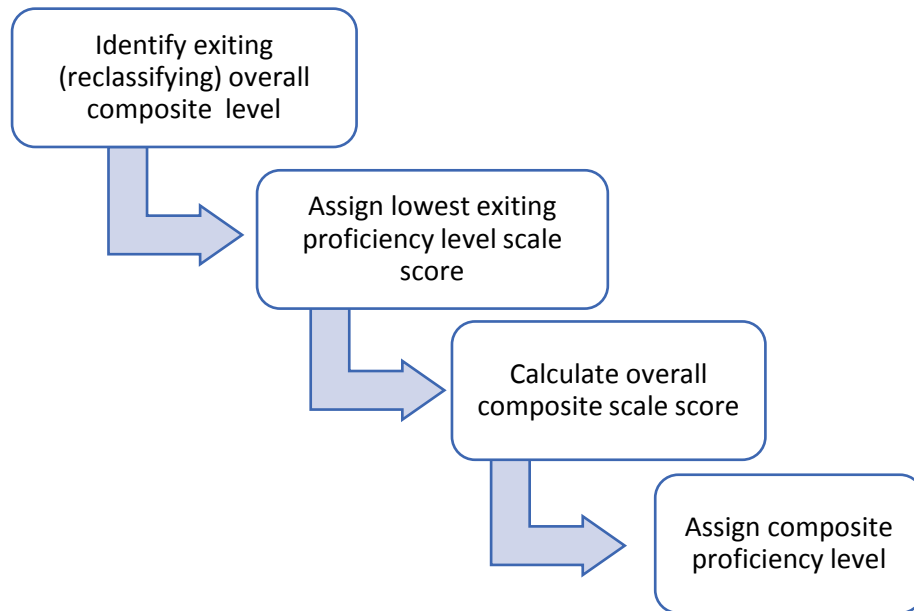 Identify exiting
(reclassifying) overall
composite level
Assign lowest exiting
proficiency level scale
score
Calculate overall
composite scale score
Assign composite
proficiency level